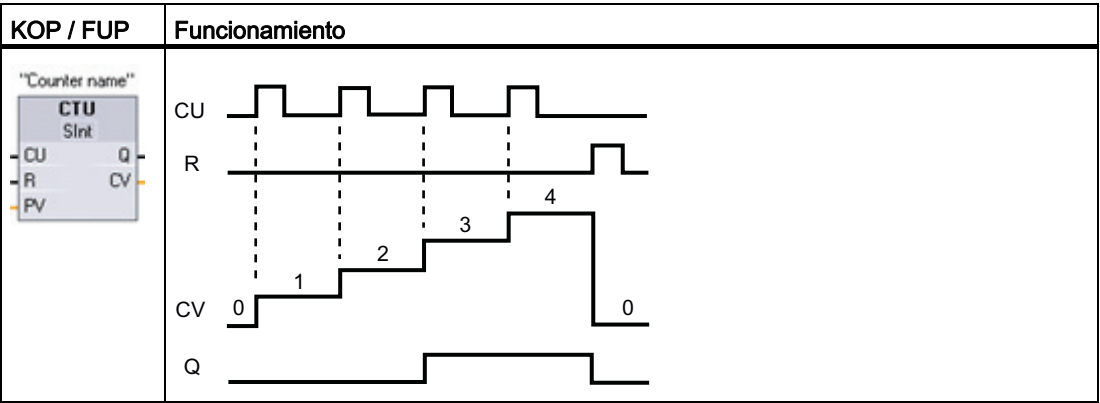 KOP / FUP
Funcionamiento
"Counter name"
CTU
SInt
CU Q
R CV
PV
CU
R
4
3
2
1
CV 0 0
Q